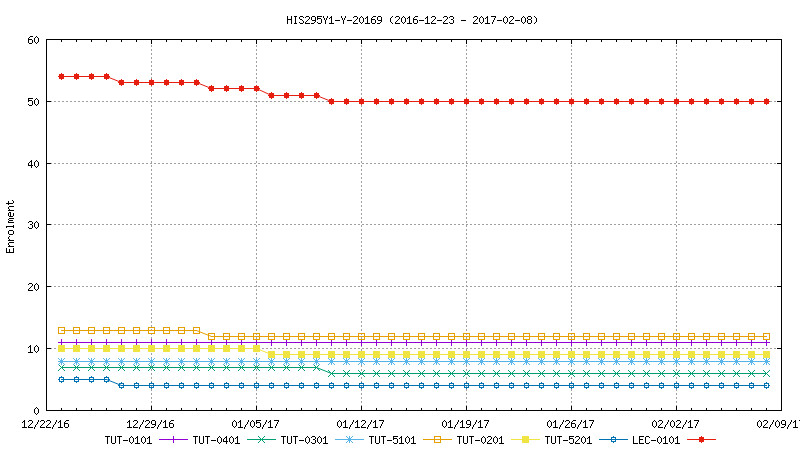 HIS295Y1-Y-20169 (2016-12-23 - 2017-02-08)
60
50
40
30
20
10
0
Enrolment
12/22/16 12/29/16 01/05/17 01/12/17 01/19/17 01/26/17 02/02/17 02/09/1
TUT-0101 TUT-0401 TUT-0301 TUT-5101 TUT-0201 TUT-5201 LEC-0101